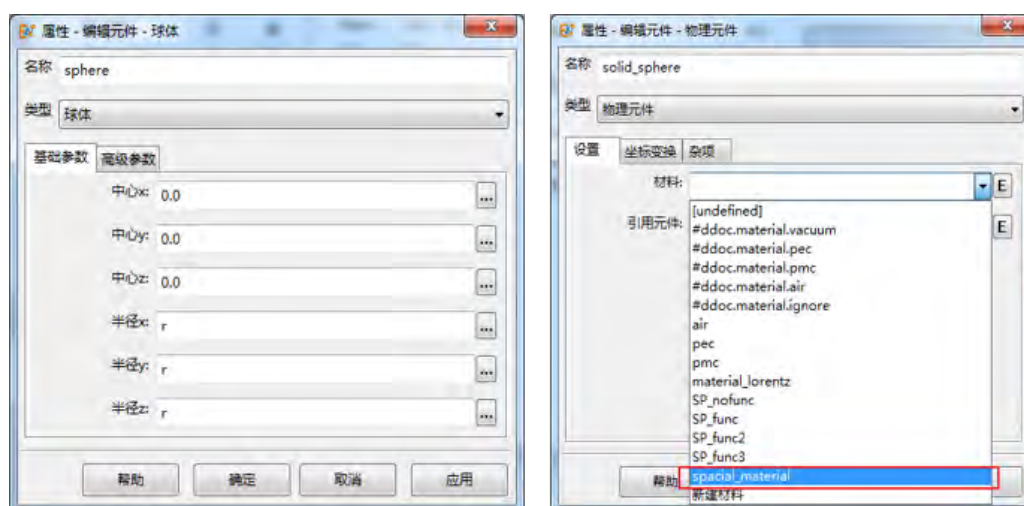 属性 - 编辑元件 - 球体
名称 sphere
类型 球体
基础参数 高级参数
中心x: 0.0 ...
中心y: 0.0 ...
中心z: 0.0 ...
半径x: r ...
半径y: r ...
半径z: r ...
帮助 确定 取消 应用
属性 - 编辑元件 - 物理元件
名称 solid_sphere
类型 物理元件
设置 坐标变换 杂项
材料: E
引用元件: E
[undefined]
#ddoc.material.vacuum
#ddoc.material.pec
#ddoc.material.pmc
#ddoc.material.air
#ddoc.material.ignore
air
pec
pmc
material_lorentz
SP_nofunc
SP_func
SP_func2
SP_func3
spacial_material
新建材料
帮助